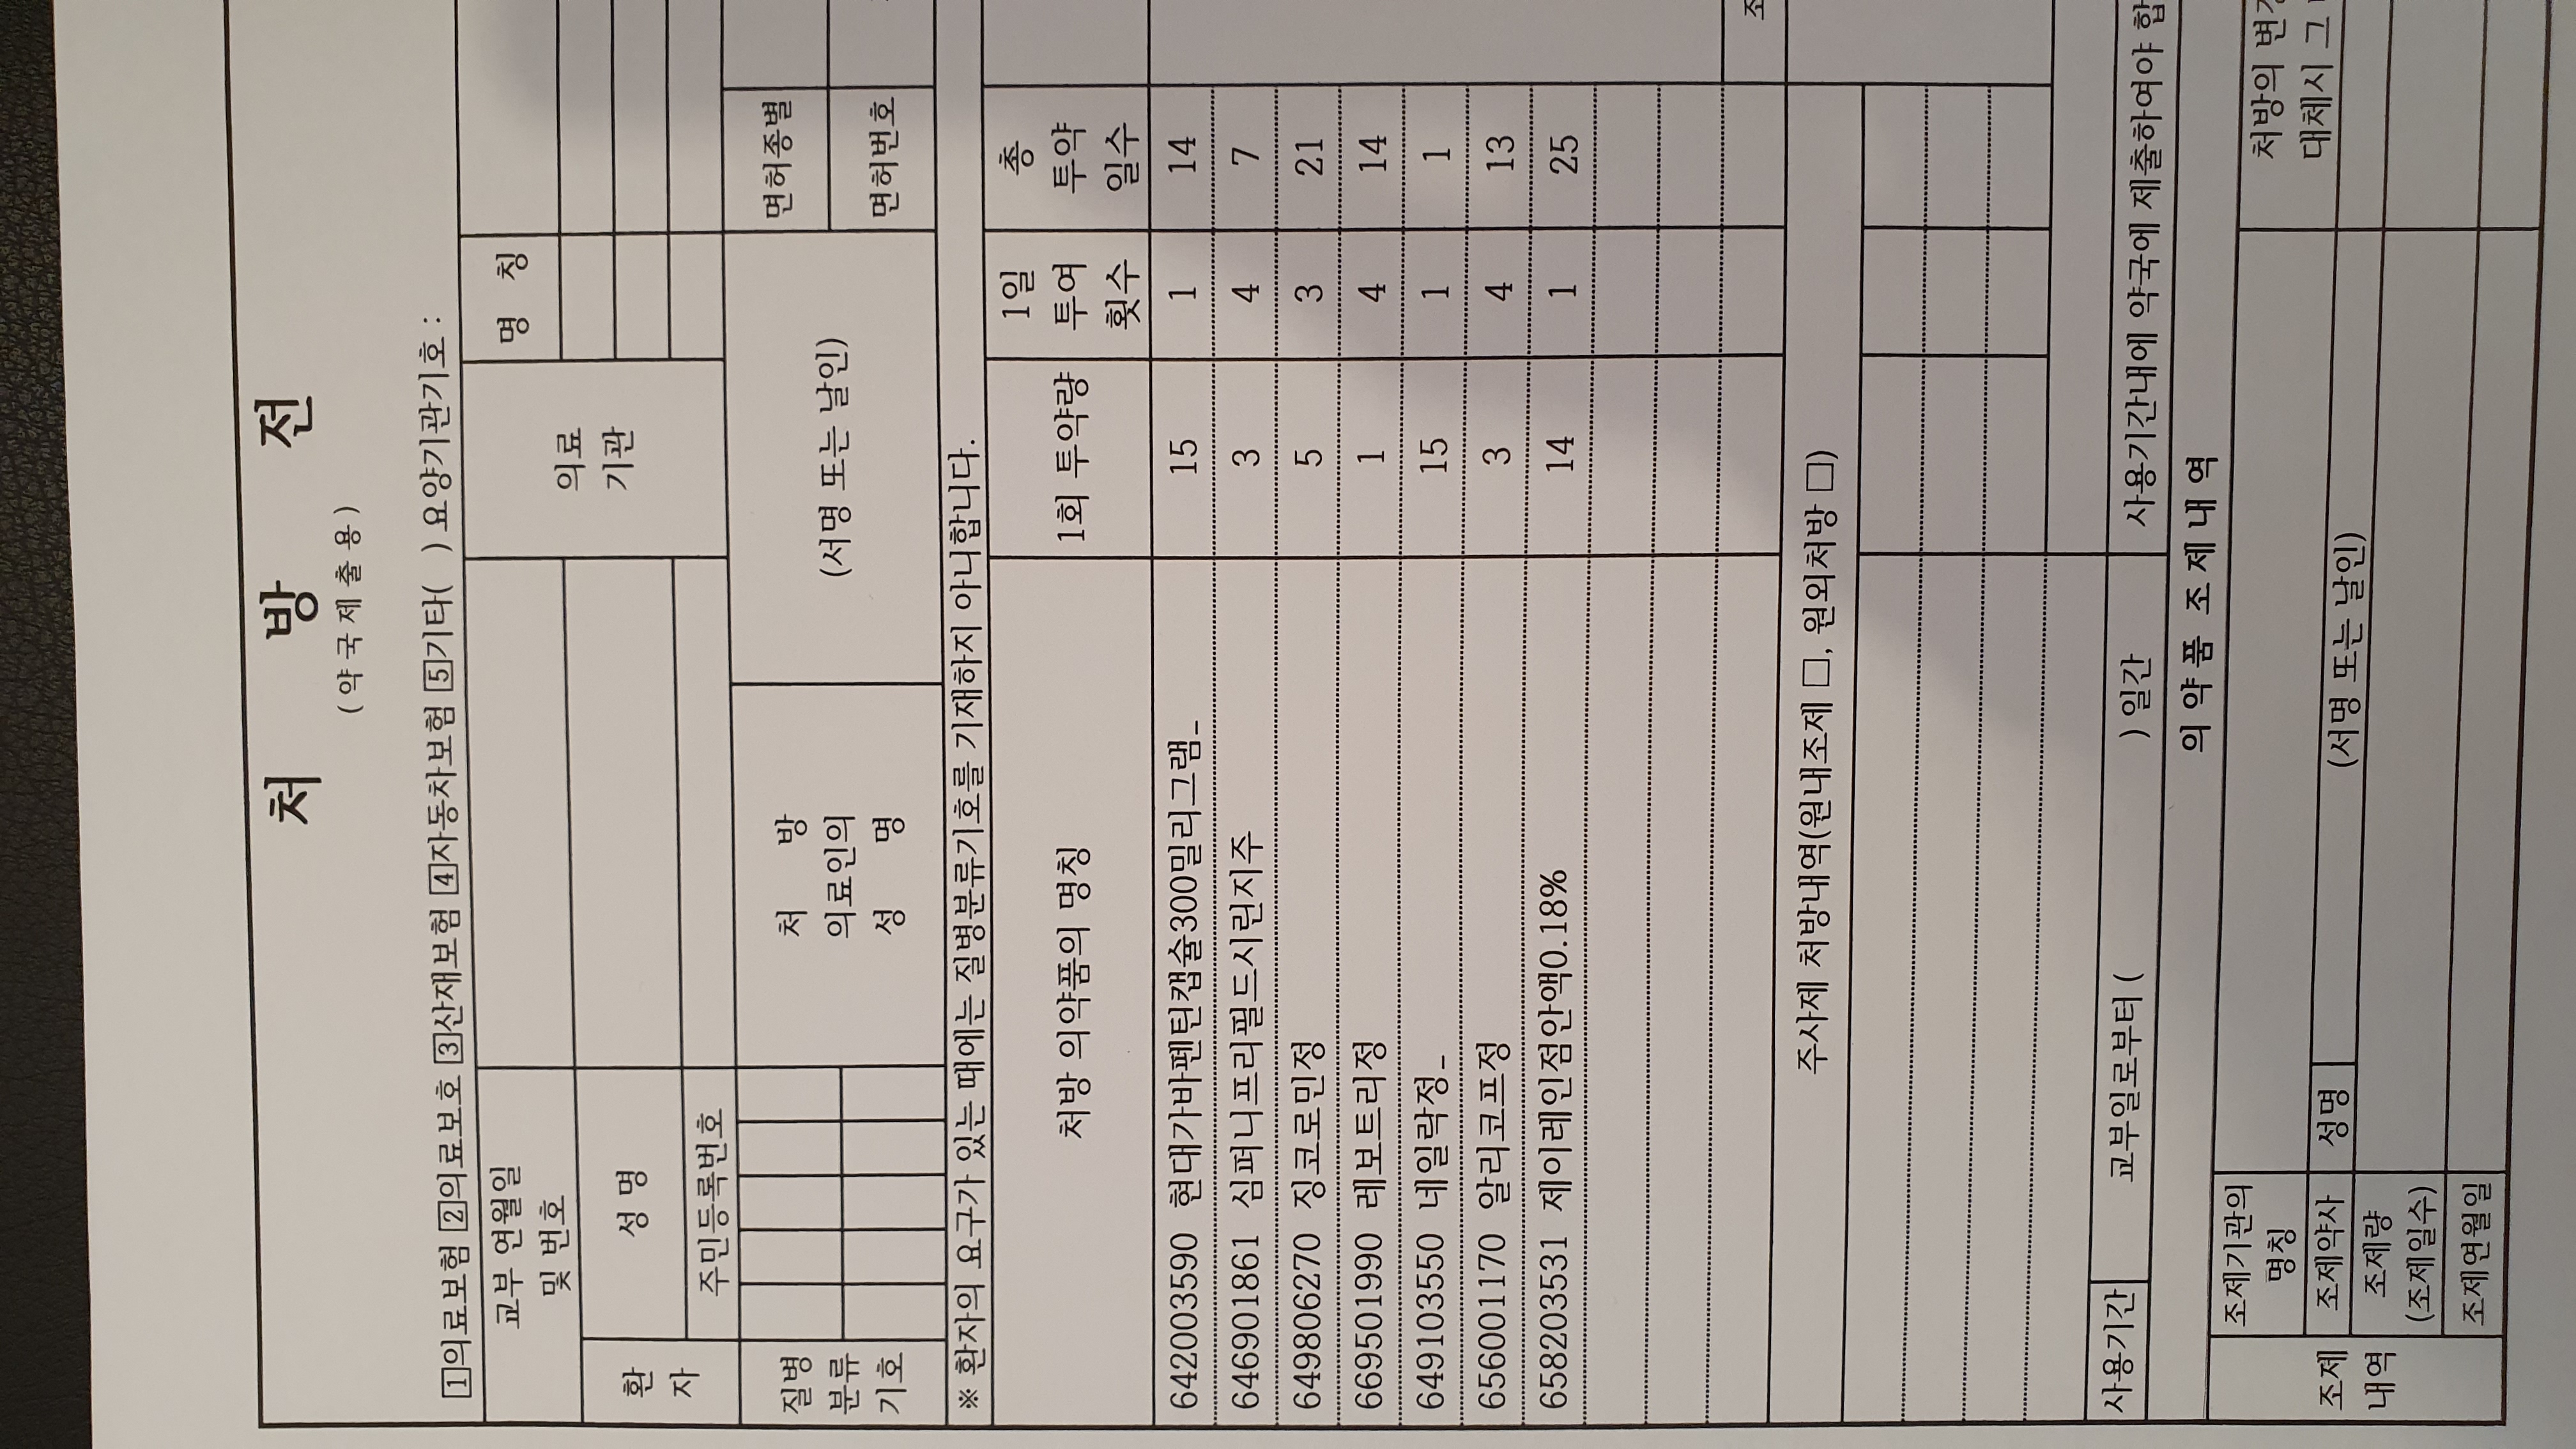 처 방 전
(약국제출용)
1의료보험 2의료보호 3산재보험 4자동차보험 5기타( ) 요양기관기호 :
교부 연월일
및 번호
의료
기관
명 칭
환
자
성 명
주민등록번호
질병
분류
기호
처 방
의료인의
성 명
(서명 또는 날인)
면허종별
면허번호
※ 환자의 요구가 있는 때에는 질병분류기호를 기재하지 아니합니다.
처방 의약품의 명칭
1회 투약량
1일
투여
횟수
총
투약
일수
642003590 현대가바펜틴캡슐300밀리그램_ 15 1 14
646901861 심퍼니프리필드시린지주 3 4 7
649806270 징코로민정 5 3 21
669501990 레보트리정 1 4 14
649103550 네일락정_ 15 1 1
656001170 알리코프정 3 4 13
658203531 제이레인점안액0.18% 14 1 25
조
주사제 처방내역(원내조제 □, 원외처방 □)
사용기간
교부일로부터 ( ) 일간
사용기간내에 약국에 제출하여야 합
의약품 조제내역
조제
내역
조제기관의
명칭
처방의 변경
대체시 그
조제약사
성명
(서명 또는 날인)
조제량
(조제일수)
조제연월일